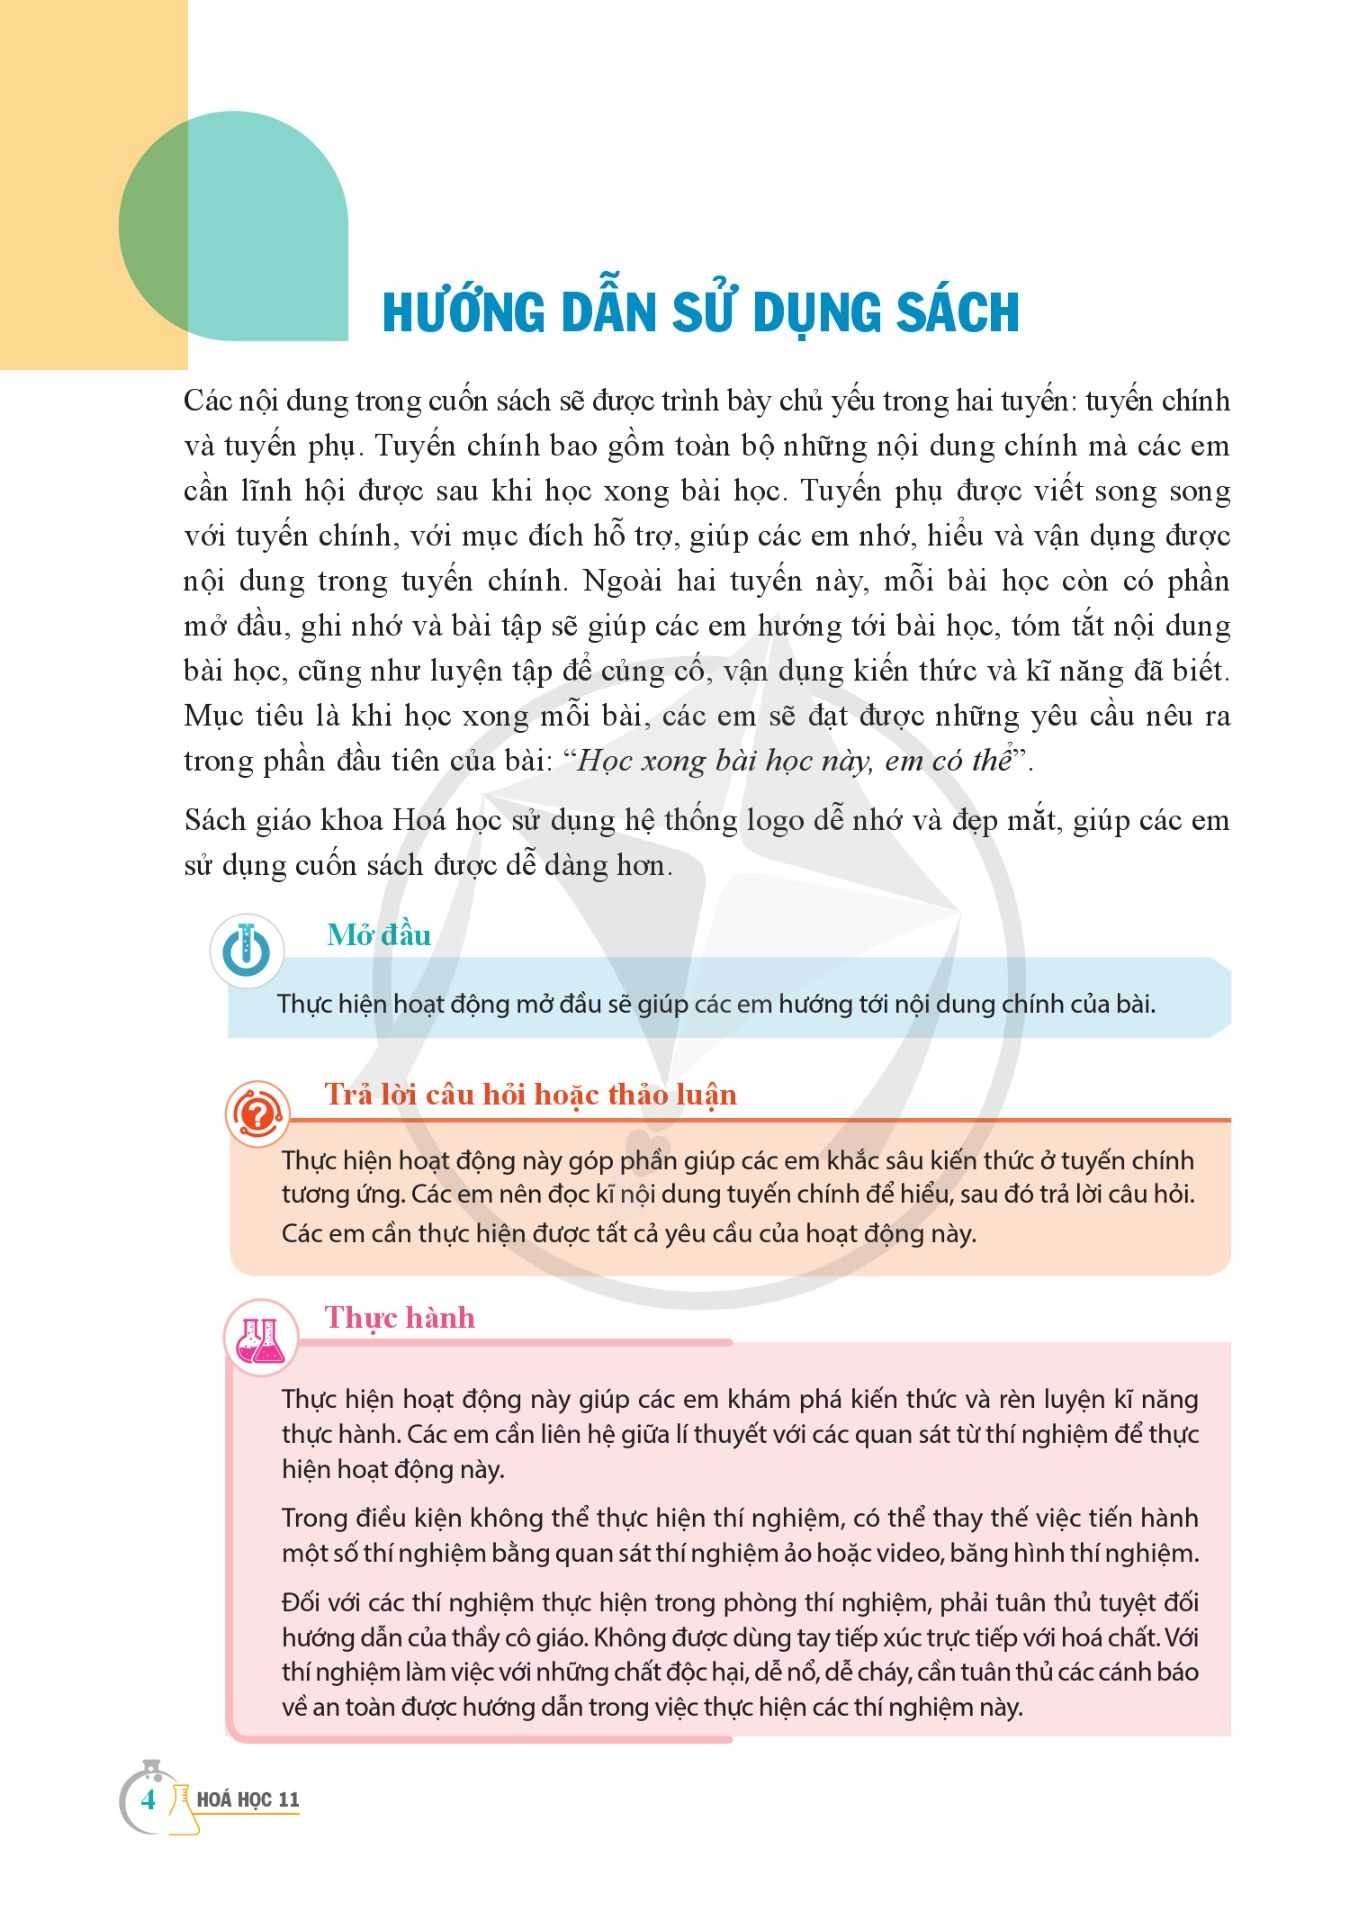 HƯỚNG DẪN SỬ DỤNG SÁCH
Các nội dung trong cuốn sách sẽ được trình bày chủ yếu trong hai tuyến: tuyến chính
và tuyến phụ. Tuyến chính bao gồm toàn bộ những nội dung chính mà các em
cần lĩnh hội được sau khi học xong bài học. Tuyến phụ được viết song song
với tuyến chính, với mục đích hỗ trợ, giúp các em nhớ, hiểu và vận dụng được
nội dung trong tuyến chính. Ngoài hai tuyến này, mỗi bài học còn có phần
mở đầu, ghi nhớ và bài tập sẽ giúp các em hướng tới bài học, tóm tắt nội dung
bài học, cũng như luyện tập để củng cố, vận dụng kiến thức và kĩ năng đã biết.
Mục tiêu là khi học xong mỗi bài, các em sẽ đạt được những yêu cầu nêu ra
trong phần đầu tiên của bài: “Học xong bài học này, em có thể”.
Sách giáo khoa Hoá học sử dụng hệ thống logo dễ nhớ và đẹp mắt, giúp các em
sử dụng cuốn sách được dễ dàng hơn.
Mở đầu
Thực hiện hoạt động mở đầu sẽ giúp các em hướng tới nội dung chính của bài.
Trả lời câu hỏi hoặc thảo luận
Thực hiện hoạt động này góp phần giúp các em khắc sâu kiến thức ở tuyến chính
tương ứng. Các em nên đọc kĩ nội dung tuyến chính để hiểu, sau đó trả lời câu hỏi.
Các em cần thực hiện được tất cả yêu cầu của hoạt động này.
Thực hành
Thực hiện hoạt động này giúp các em khám phá kiến thức và rèn luyện kĩ năng
thực hành. Các em cần liên hệ giữa lí thuyết với các quan sát từ thí nghiệm để thực
hiện hoạt động này.
Trong điều kiện không thể thực hiện thí nghiệm, có thể thay thế việc tiến hành
một số thí nghiệm bằng quan sát thí nghiệm ảo hoặc video, băng hình thí nghiệm.
Đối với các thí nghiệm thực hiện trong phòng thí nghiệm, phải tuân thủ tuyệt đối
hướng dẫn của thầy cô giáo. Không được dùng tay tiếp xúc trực tiếp với hoá chất. Với
thí nghiệm làm việc với những chất độc hại, dễ nổ, dễ cháy, cần tuân thủ các cánh báo
về an toàn được hướng dẫn trong việc thực hiện các thí nghiệm này.
4 HOÁ HỌC 11